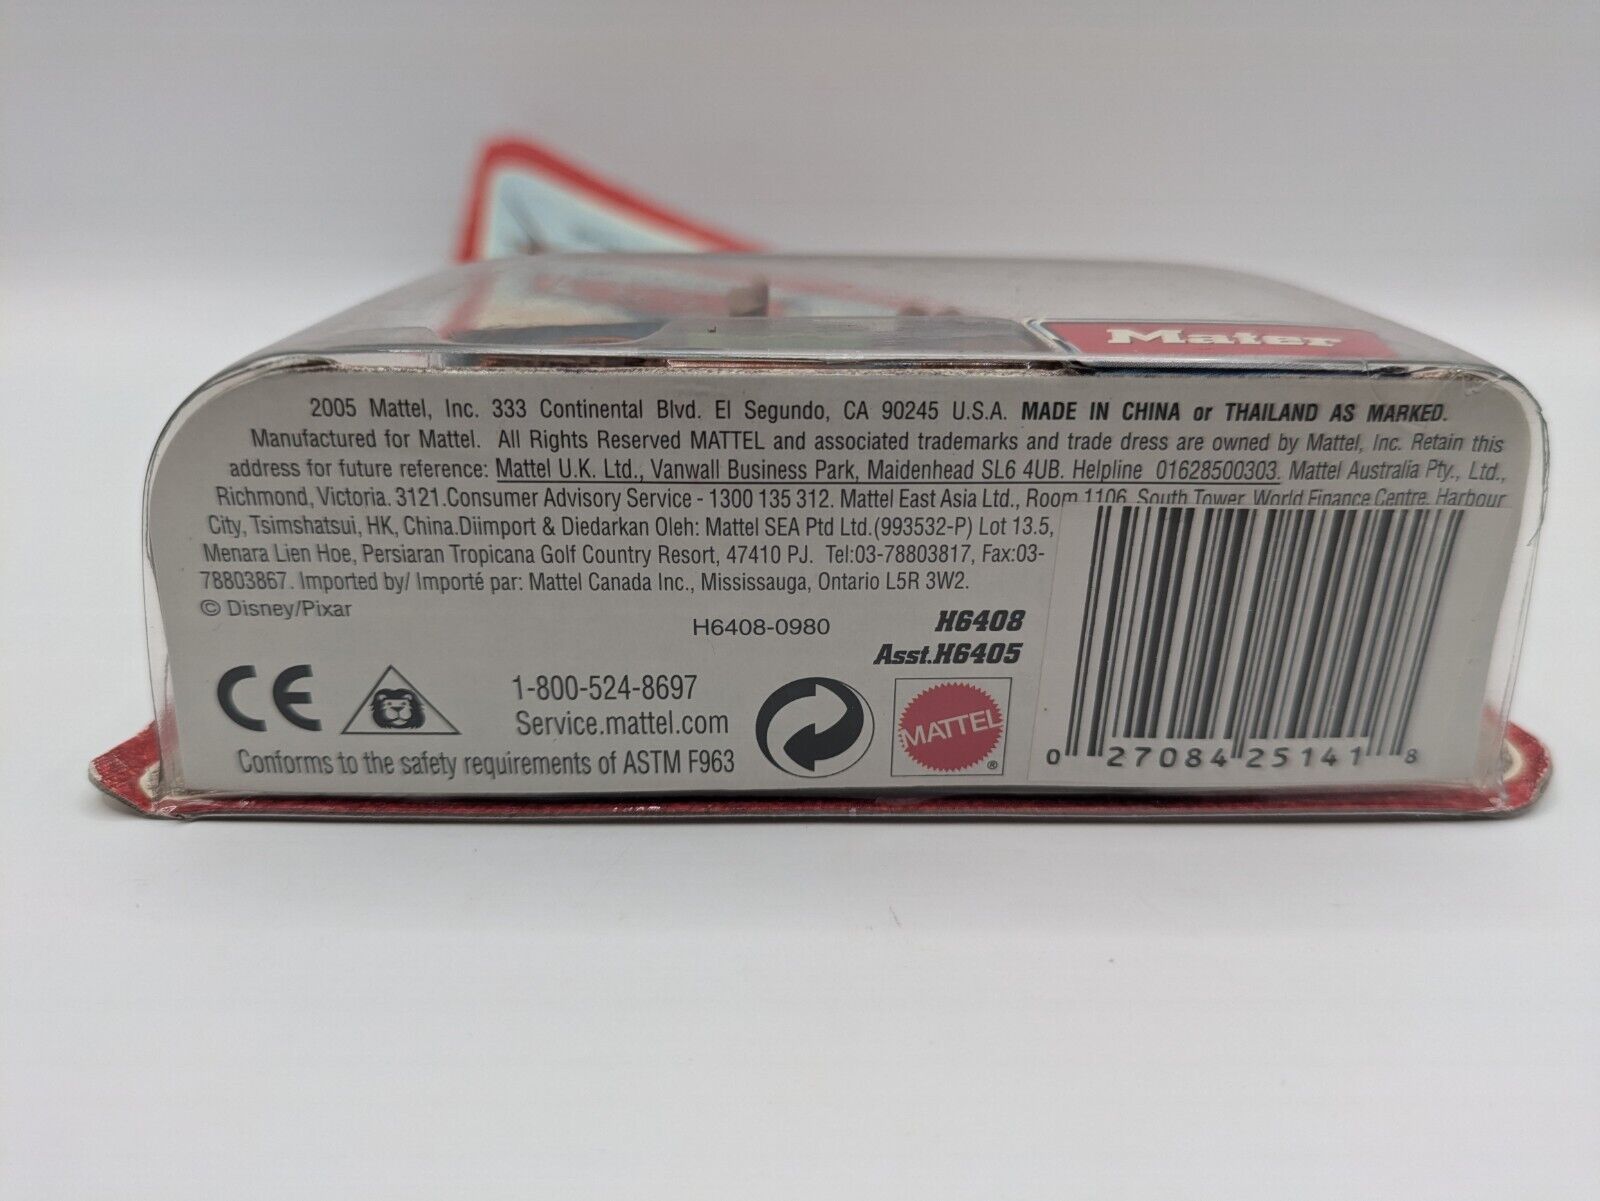 Mater
2005 Mattel, Inc. 333 Continental Blvd. El Segundo, CA 90245 U.S.A. MADE IN CHINA or THAILAND AS MARKED.
Manufactured for Mattel. All Rights Reserved MATTEL and associated trademarks and trade dress are owned by Mattel, Inc. Retain this
address for future reference: Mattel U.K. Ltd., Vanwall Business Park, Maidenhead SL6 4UB. Helpline 01628500303. Mattel Australia Pty., Ltd.,
Richmond, Victoria. 3121.Consumer Advisory Service - 1300 135 312. Mattel East Asia Ltd., Room 1106, South Tower, World Finance Centre, Harbour
City, Tsimshatsui, HK, China.Diimport & Diedarkan Oleh: Mattel SEA Ptd Ltd.(993532-P) Lot 13.5,
Menara Lien Hoe, Persiaran Tropicana Golf Country Resort, 47410 PJ. Tel:03-78803817, Fax:03-
78803867. Imported by/ Importé par: Mattel Canada Inc., Mississauga, Ontario L5R 3W2.
© Disney/Pixar
H6408-0980
H6408
Asst.H6405
CE
1-800-524-8697
Service.mattel.com
Conforms to the safety requirements of ASTM F963
MATTEL
®
0 27084 25141 8